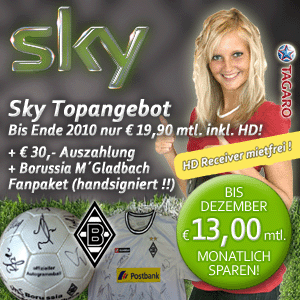 sky
TAGARO
Sky Topangebot
Bis Ende 2010 nur € 19,90 mtl. inkl. HD!
+ € 30,- Auszahlung
+ Borussia M´Gladbach
Fanpaket (handsigniert !!)
HD Receiver mietfrei !
BIS
DEZEMBER
€ 13,00 mtl.
MONATLICH
SPAREN!
B
Postbank
Borussia